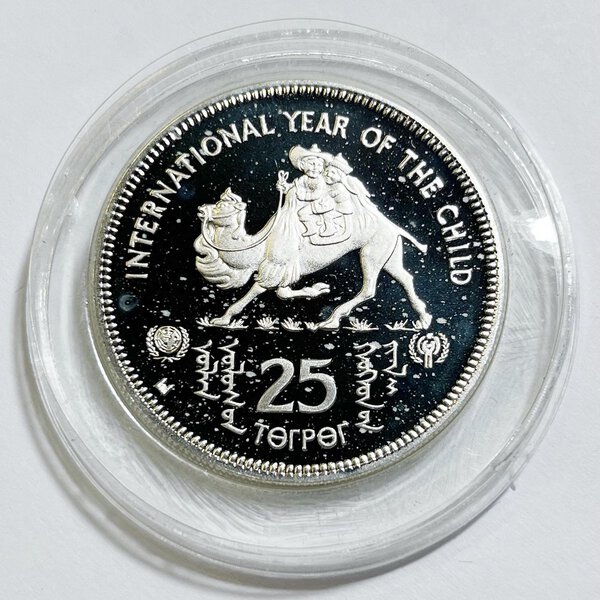 INTERNATIONAL YEAR OF THE CHILD
25
ТӨГРӨГ